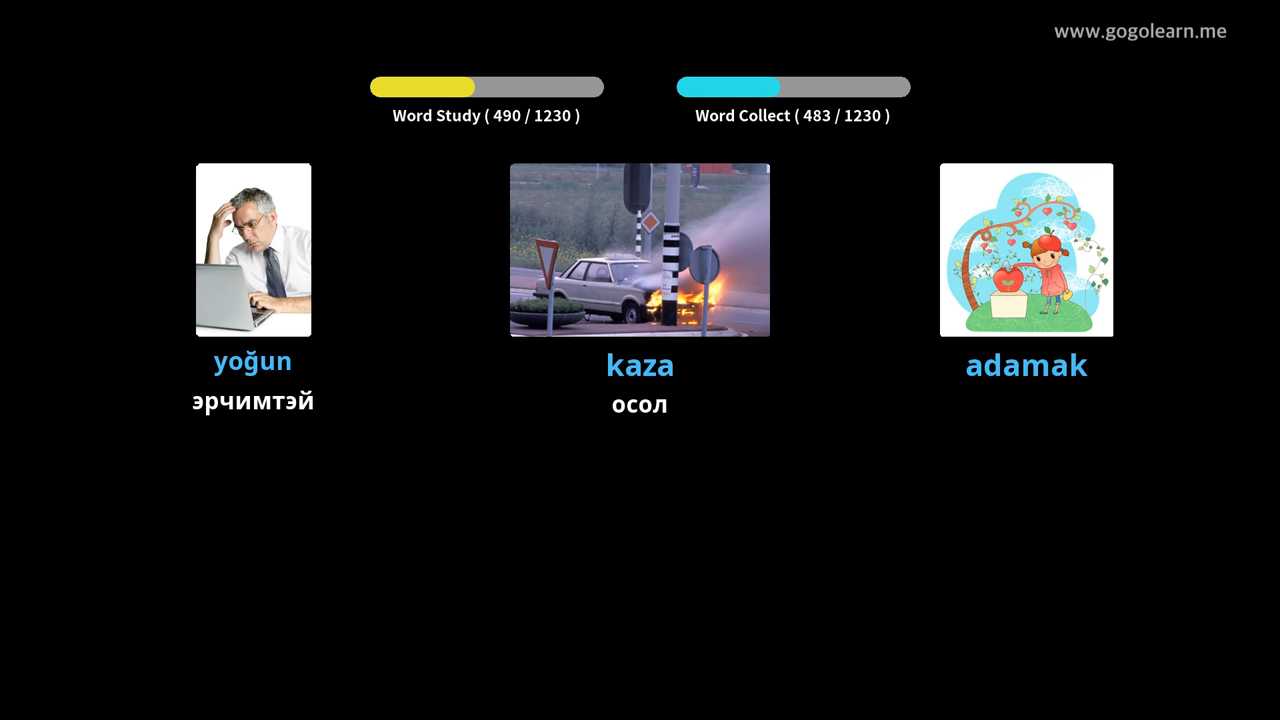 www.gogolearn.me
Word Study ( 490 / 1230 )
Word Collect ( 483 / 1230 )
yoğun
kaza
adamak
эрчимтэй
осол